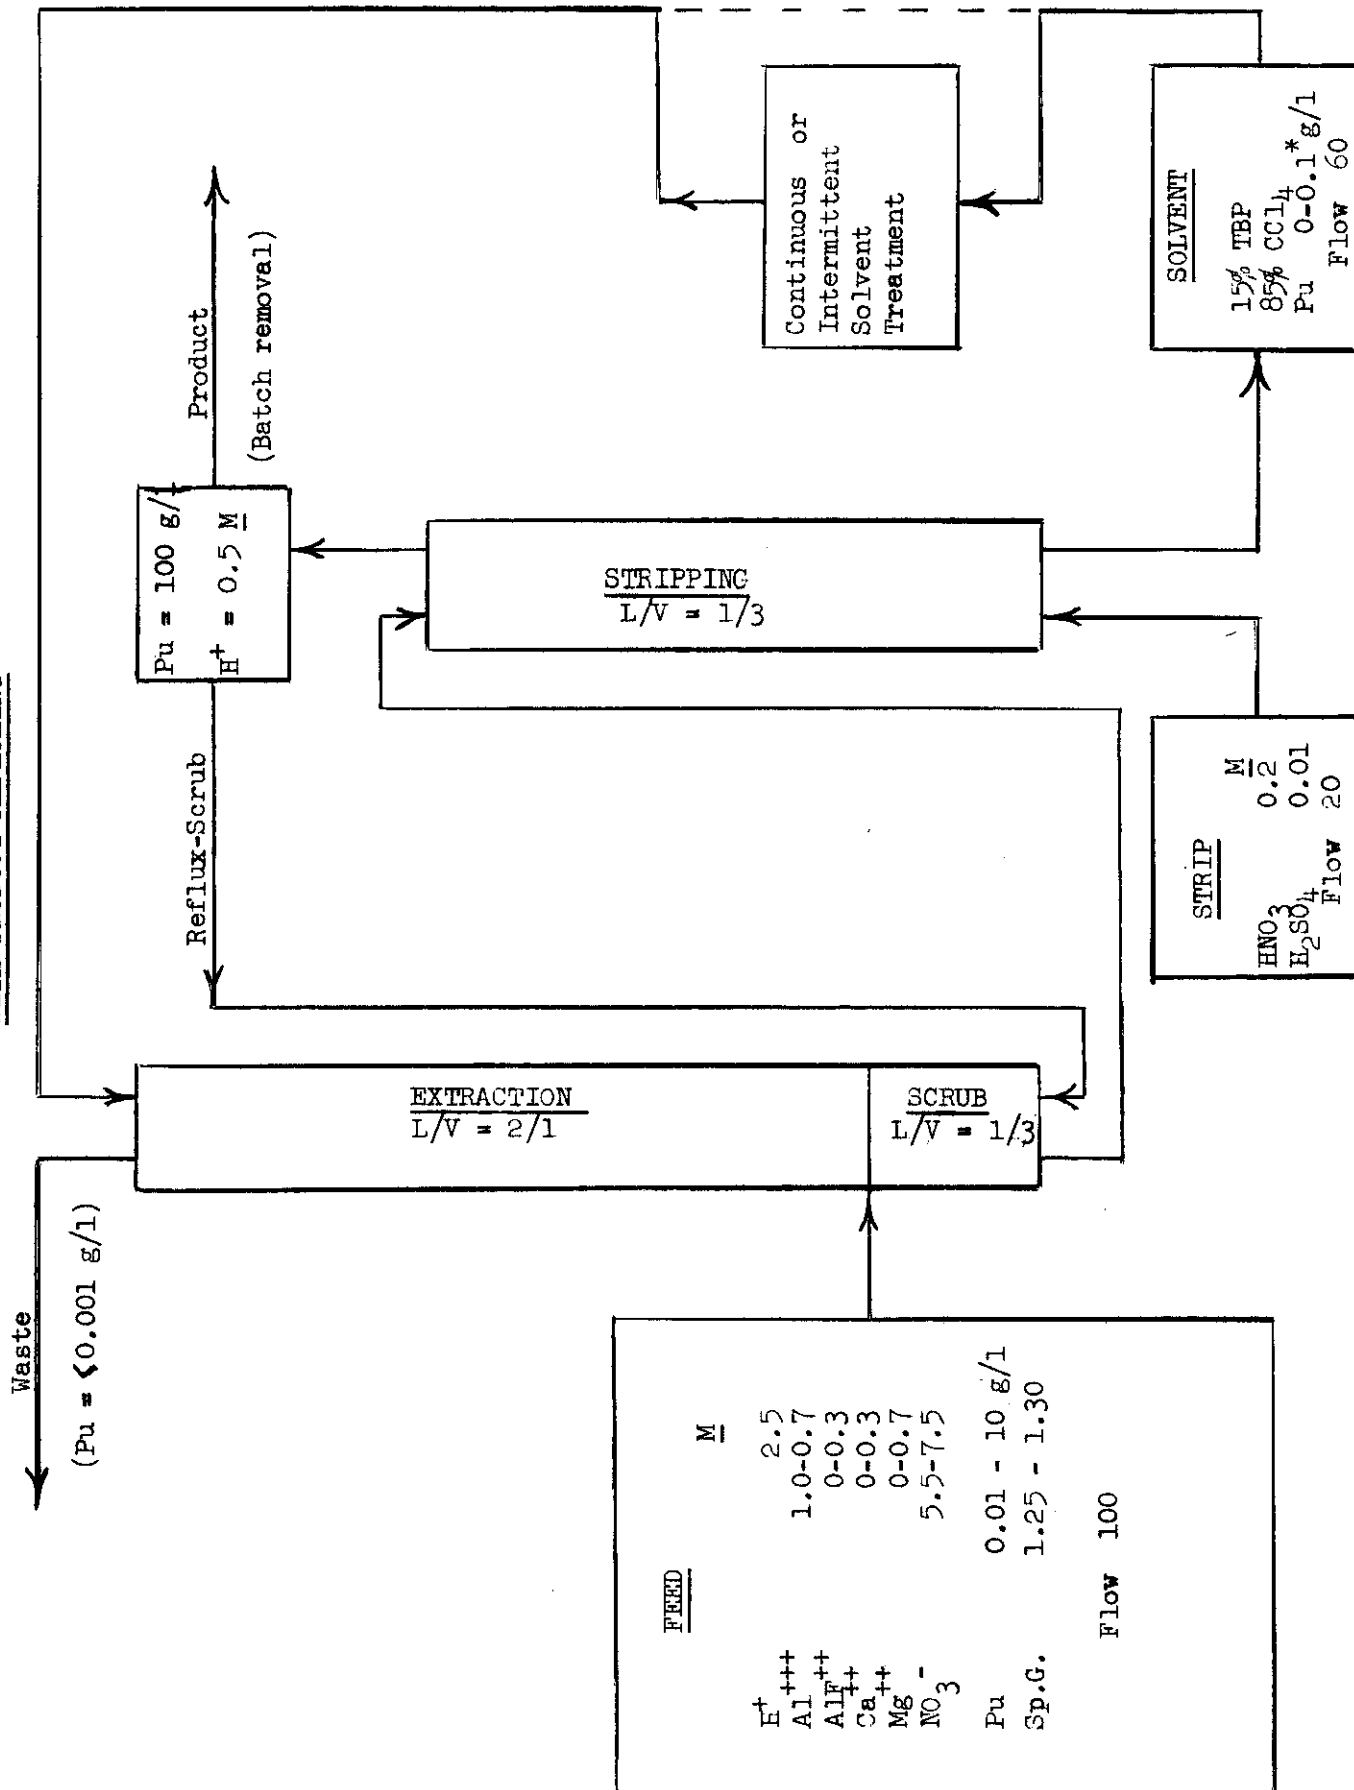 Waste
(Pu = <0.001 g/l)
FEED
M
H+ 2.5
Al+++ 1.0-0.7
AlF++ 0-0.3
Ca++ 0-0.3
Mg++ 0-0.7
NO3- 5.5-7.5
Pu 0.01 - 10 g/l
Sp.G. 1.25 - 1.30
Flow 100
EXTRACTION
L/V = 2/1
SCRUB
L/V = 1/3
Reflux-Scrub
Pu = 100 g/l
H+ = 0.5 M
Product
(Batch removal)
STRIPPING
L/V = 1/3
STRIP
M
HNO3 0.2
H2SO4 0.01
Flow 20
Continuous or
Intermittent
Solvent
Treatment
SOLVENT
15% TBP
85% CCl4
Pu 0-0.1* g/l
Flow 60